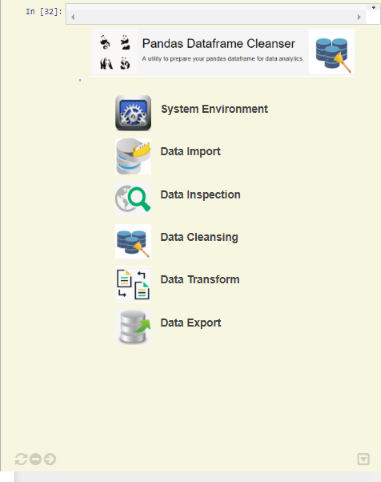 In [32]:
Pandas Dataframe Cleanser
A utility to prepare your pandas dataframe for data analytics.
System Environment
Data Import
Data Inspection
Data Cleansing
Data Transform
Data Export